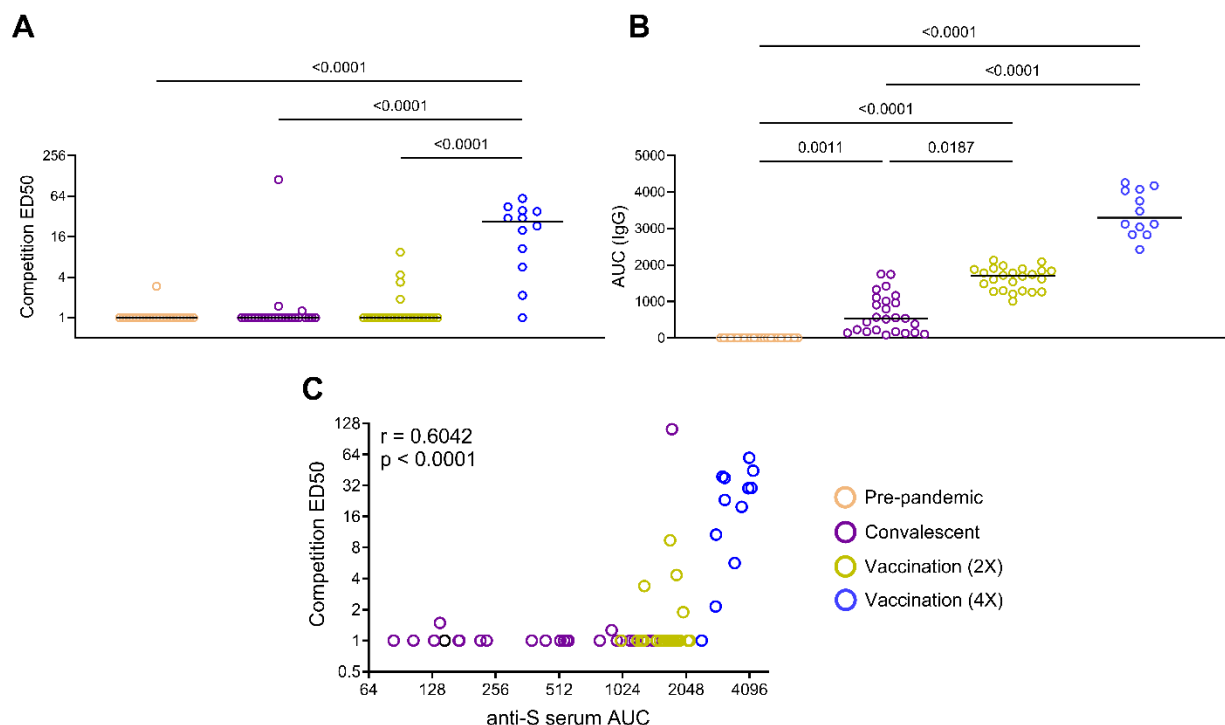 A
<0.0001
<0.0001
<0.0001
256
64
16
4
1
Competition ED50
B
<0.0001
<0.0001
<0.0001
0.0011
0.0187
5000
4000
3000
2000
1000
0
AUC (IgG)
C
r = 0.6042
p < 0.0001
128
64
32
16
8
4
2
1
0.5
Competition ED50
64
128
256
512
1024
2048
4096
anti-S serum AUC
Pre-pandemic
Convalescent
Vaccination (2X)
Vaccination (4X)